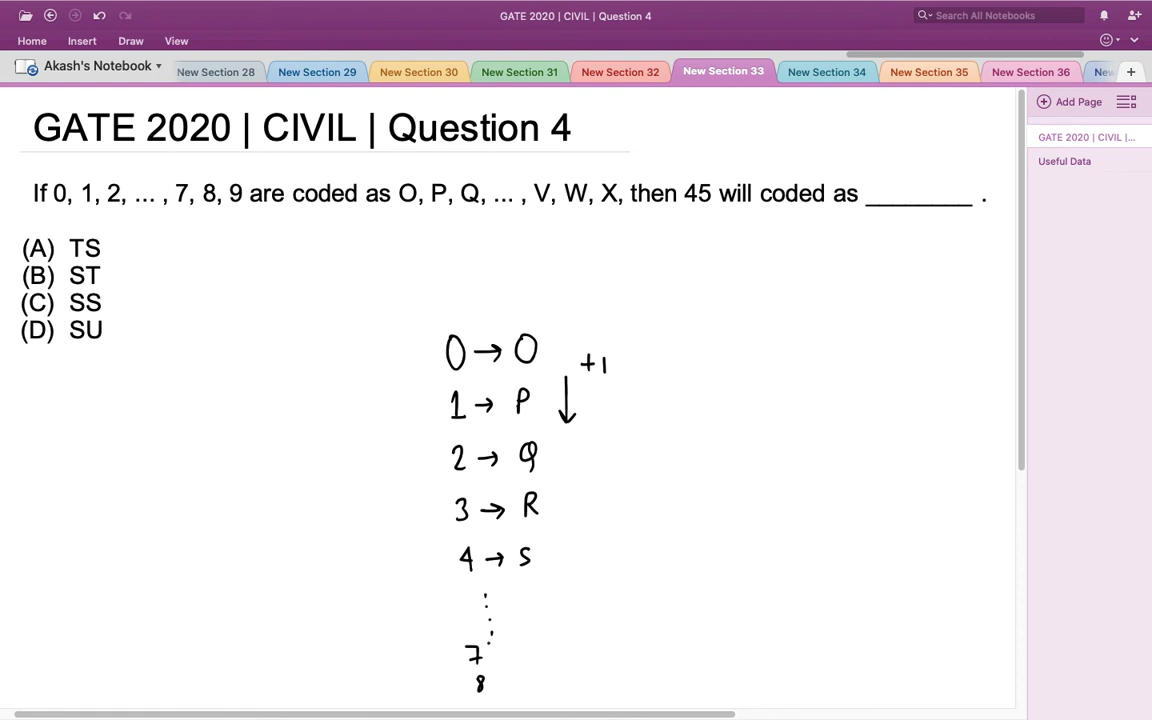 GATE 2020 | CIVIL | Question 4
Search All Notebooks
Home Insert Draw View
Akash's Notebook
New Section 28 New Section 29 New Section 30 New Section 31 New Section 32 New Section 33 New Section 34 New Section 35 New Section 36 New
GATE 2020 | CIVIL | Question 4
Add Page
GATE 2020 | CIVIL |...
Useful Data
If 0, 1, 2, ... , 7, 8, 9 are coded as O, P, Q, ... , V, W, X, then 45 will coded as ________ .
(A) TS
(B) ST
(C) SS
(D) SU
0 → O
+1
1 → P
2 → Q
3 → R
4 → S
7
8